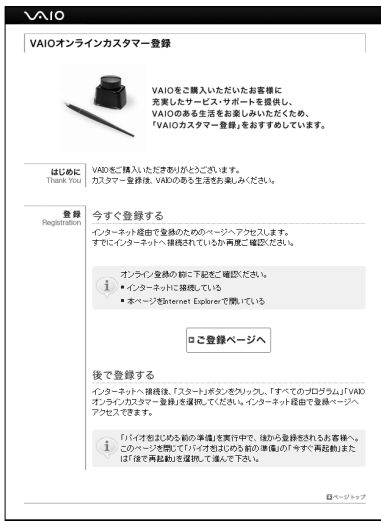 VAIO
VAIOオンラインカスタマー登録
VAIOをご購入いただいたお客様に
充実したサービス・サポートを提供し、
VAIOのある生活をお楽しみいただくため、
「VAIOカスタマー登録」をおすすめしています。
はじめに
Thank You
VAIOをご購入いただきありがとうございます。
カスタマー登録後、VAIOのある生活をお楽しみください。
登録
Registration
今すぐ登録する
インターネット経由で登録のためのページへアクセスします。
すでにインターネットへ接続されているか再度ご確認ください。
オンライン登録の前に下記をご確認ください。
■インターネットに接続している
■本ページをInternet Explorerで開いている
ご登録ページへ
後で登録する
インターネットへ接続後、「スタート」ボタンをクリックし、「すべてのプログラム」「VAIO
オンラインカスタマー登録」を選択してください。インターネット経由で登録ページへ
アクセスできます。
「バイオをはじめる前の準備」を実行中で、後から登録をされるお客様へ。
このページを閉じて「バイオをはじめる前の準備」の「今すぐ再起動」また
は「後で再起動」を選択して進んで下さい。
ページトップ